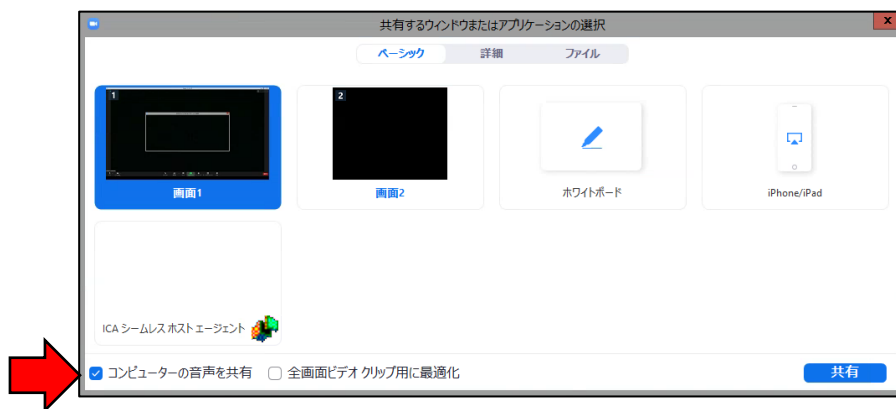 共有するウィンドウまたはアプリケーションの選択
x
ベーシック 詳細 ファイル
1
2
画面1
画面2
ホワイトボード
iPhone/iPad
ICA シームレス ホスト エージェント
コンピューターの音声を共有 全画面ビデオ クリップ用に最適化 共有